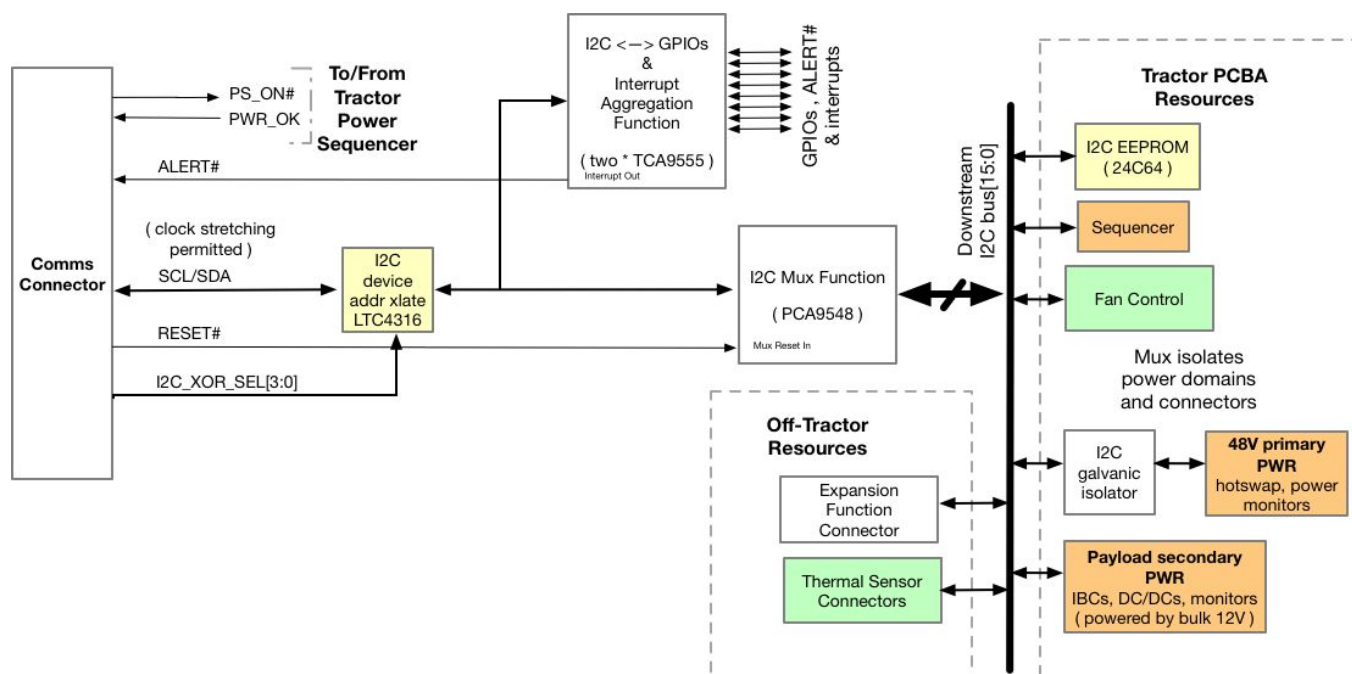 PS_ON#
PWR_OK
To/From
Tractor
Power
Sequencer
ALERT#
( clock stretching
permitted )
SCL/SDA
Comms
Connector
RESET#
I2C_XOR_SEL[3:0]
I2C
device
addr xlate
LTC4316
I2C <—> GPIOs
&
Interrupt
Aggregation
Function
( two * TCA9555 )
Interrupt Out
GPIOs , ALERT#
& interrupts
I2C Mux Function
( PCA9548 )
Mux Reset In
Downstream
I2C bus[15:0]
Tractor PCBA
Resources
I2C EEPROM
( 24C64 )
Sequencer
Fan Control
Mux isolates
power domains
and connectors
I2C
galvanic
isolator
48V primary
PWR
hotswap, power
monitors
Payload secondary
PWR
IBCs, DC/DCs, monitors
( powered by bulk 12V )
Off-Tractor
Resources
Expansion
Function
Connector
Thermal Sensor
Connectors